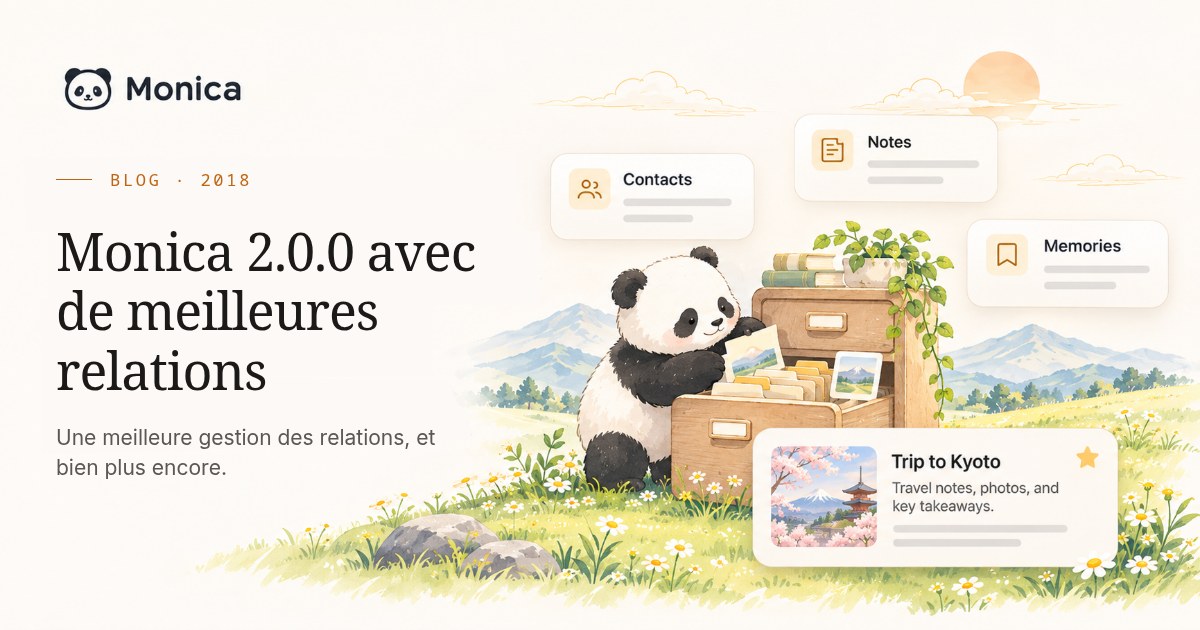 Monica
BLOG · 2018
Monica 2.0.0 avec
de meilleures
relations
Une meilleure gestion des relations, et
bien plus encore.
Contacts
Notes
Memories
Trip to Kyoto
Travel notes, photos, and
key takeaways.